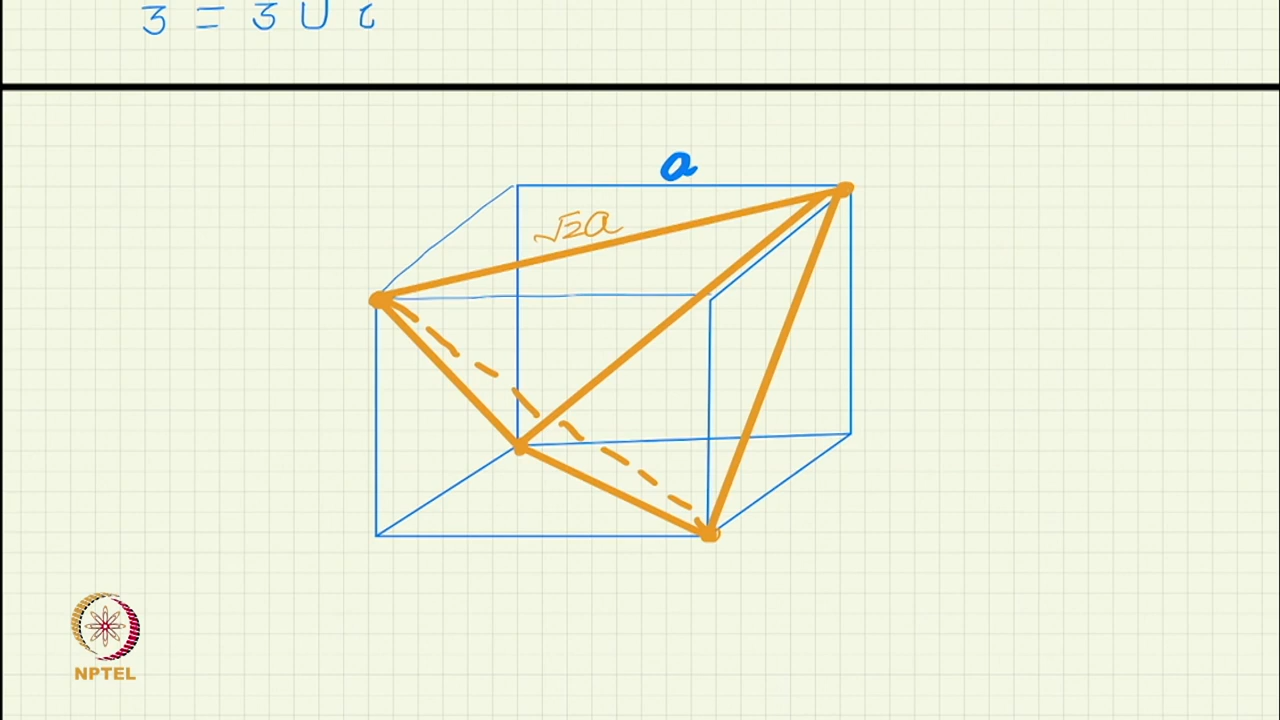 3 = 3 U i
a
√2a
NPTEL